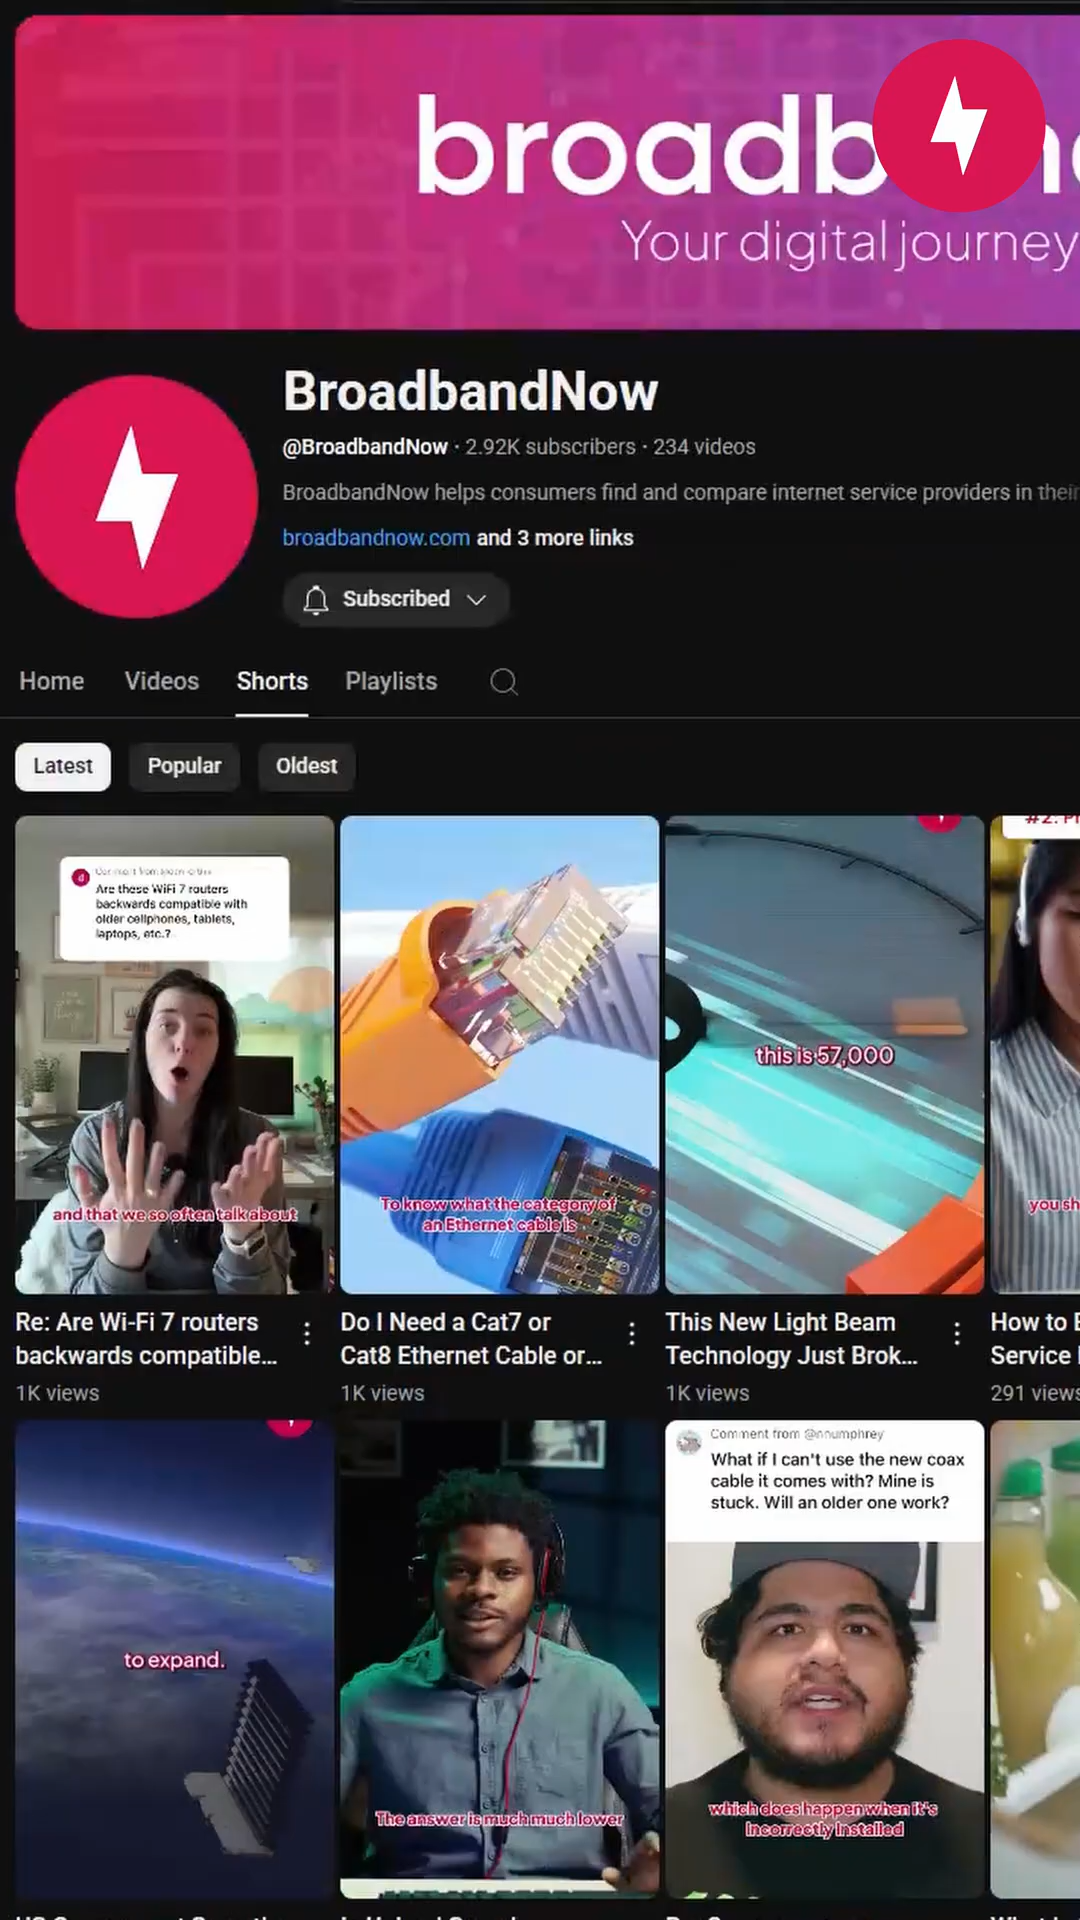 broadb
Your digital journey
BroadbandNow
@BroadbandNow · 2.92K subscribers · 234 videos
BroadbandNow helps consumers find and compare internet service providers in their
broadbandnow.com and 3 more links
Subscribed
Home Videos Shorts Playlists
Latest Popular Oldest
Comment from
Are these WiFi 7 routers
backwards compatible with
older cellphones, tablets,
laptops, etc.?
and that we so often talk about
To know what the category of
an Ethernet cable is
this is 57,000
you sh
Re: Are Wi-Fi 7 routers
backwards compatible...
1K views
Do I Need a Cat7 or
Cat8 Ethernet Cable or...
1K views
This New Light Beam
Technology Just Brok...
1K views
How to
Service
291 views
to expand.
The answer is much much lower
Comment from @nnumphrey
What if I can't use the new coax
cable it comes with? Mine is
stuck. Will an older one work?
which does happen when it's
incorrectly installed